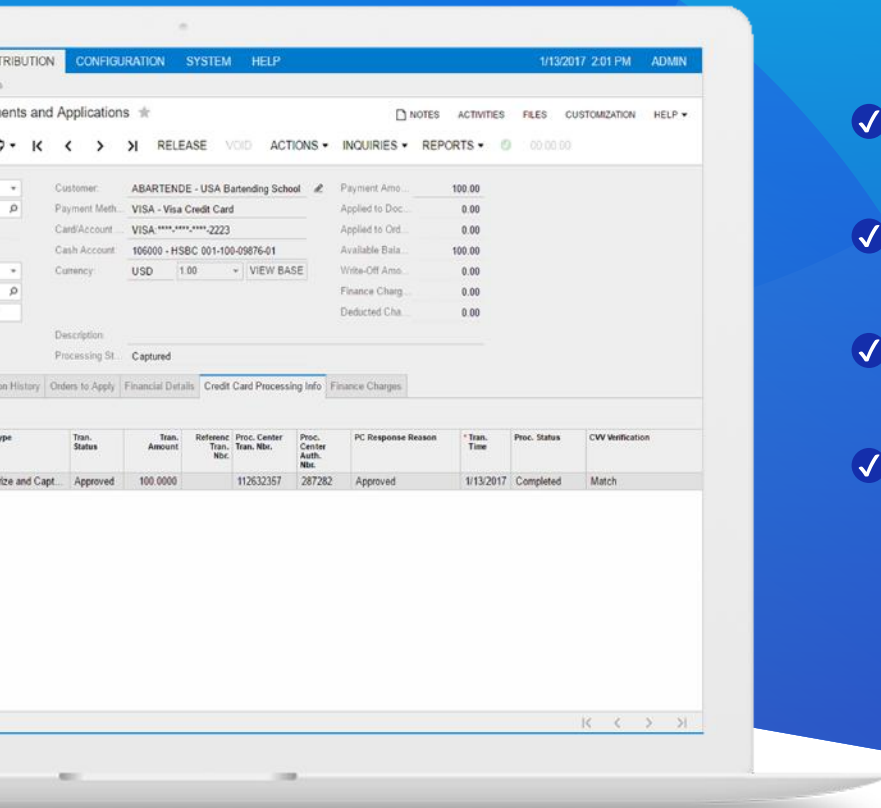 TRIBUTION CONFIGURATION SYSTEM HELP 1/13/2017 2:01 PM ADMIN
ents and Applications NOTES ACTIVITIES FILES CUSTOMIZATION HELP
RELEASE VOID ACTIONS INQUIRIES REPORTS 00:00:00
Customer: ABARTENDE - USA Bartending School Payment Amo... 100.00
Payment Meth... VISA - Visa Credit Card Applied to Doc... 0.00
Card/Account ... VISA:****-****-****-2223 Applied to Ord... 0.00
Cash Account: 106000 - HSBC 001-100-09876-01 Available Bala... 100.00
Currency: USD 1.00 VIEW BASE Write-Off Amo... 0.00
Finance Charg... 0.00
Deducted Cha... 0.00
Description:
Processing St... Captured
on History Orders to Apply Financial Details Credit Card Processing Info Finance Charges
ype Tran. Status Tran. Amount Referenc Tran. Nbr. Proc. Center Tran. Nbr. Proc. Center Auth. Nbr. PC Response Reason * Tran. Time Proc. Status CVV Verification
rize and Capt... Approved 100.0000 112632357 287282 Approved 1/13/2017 Completed Match